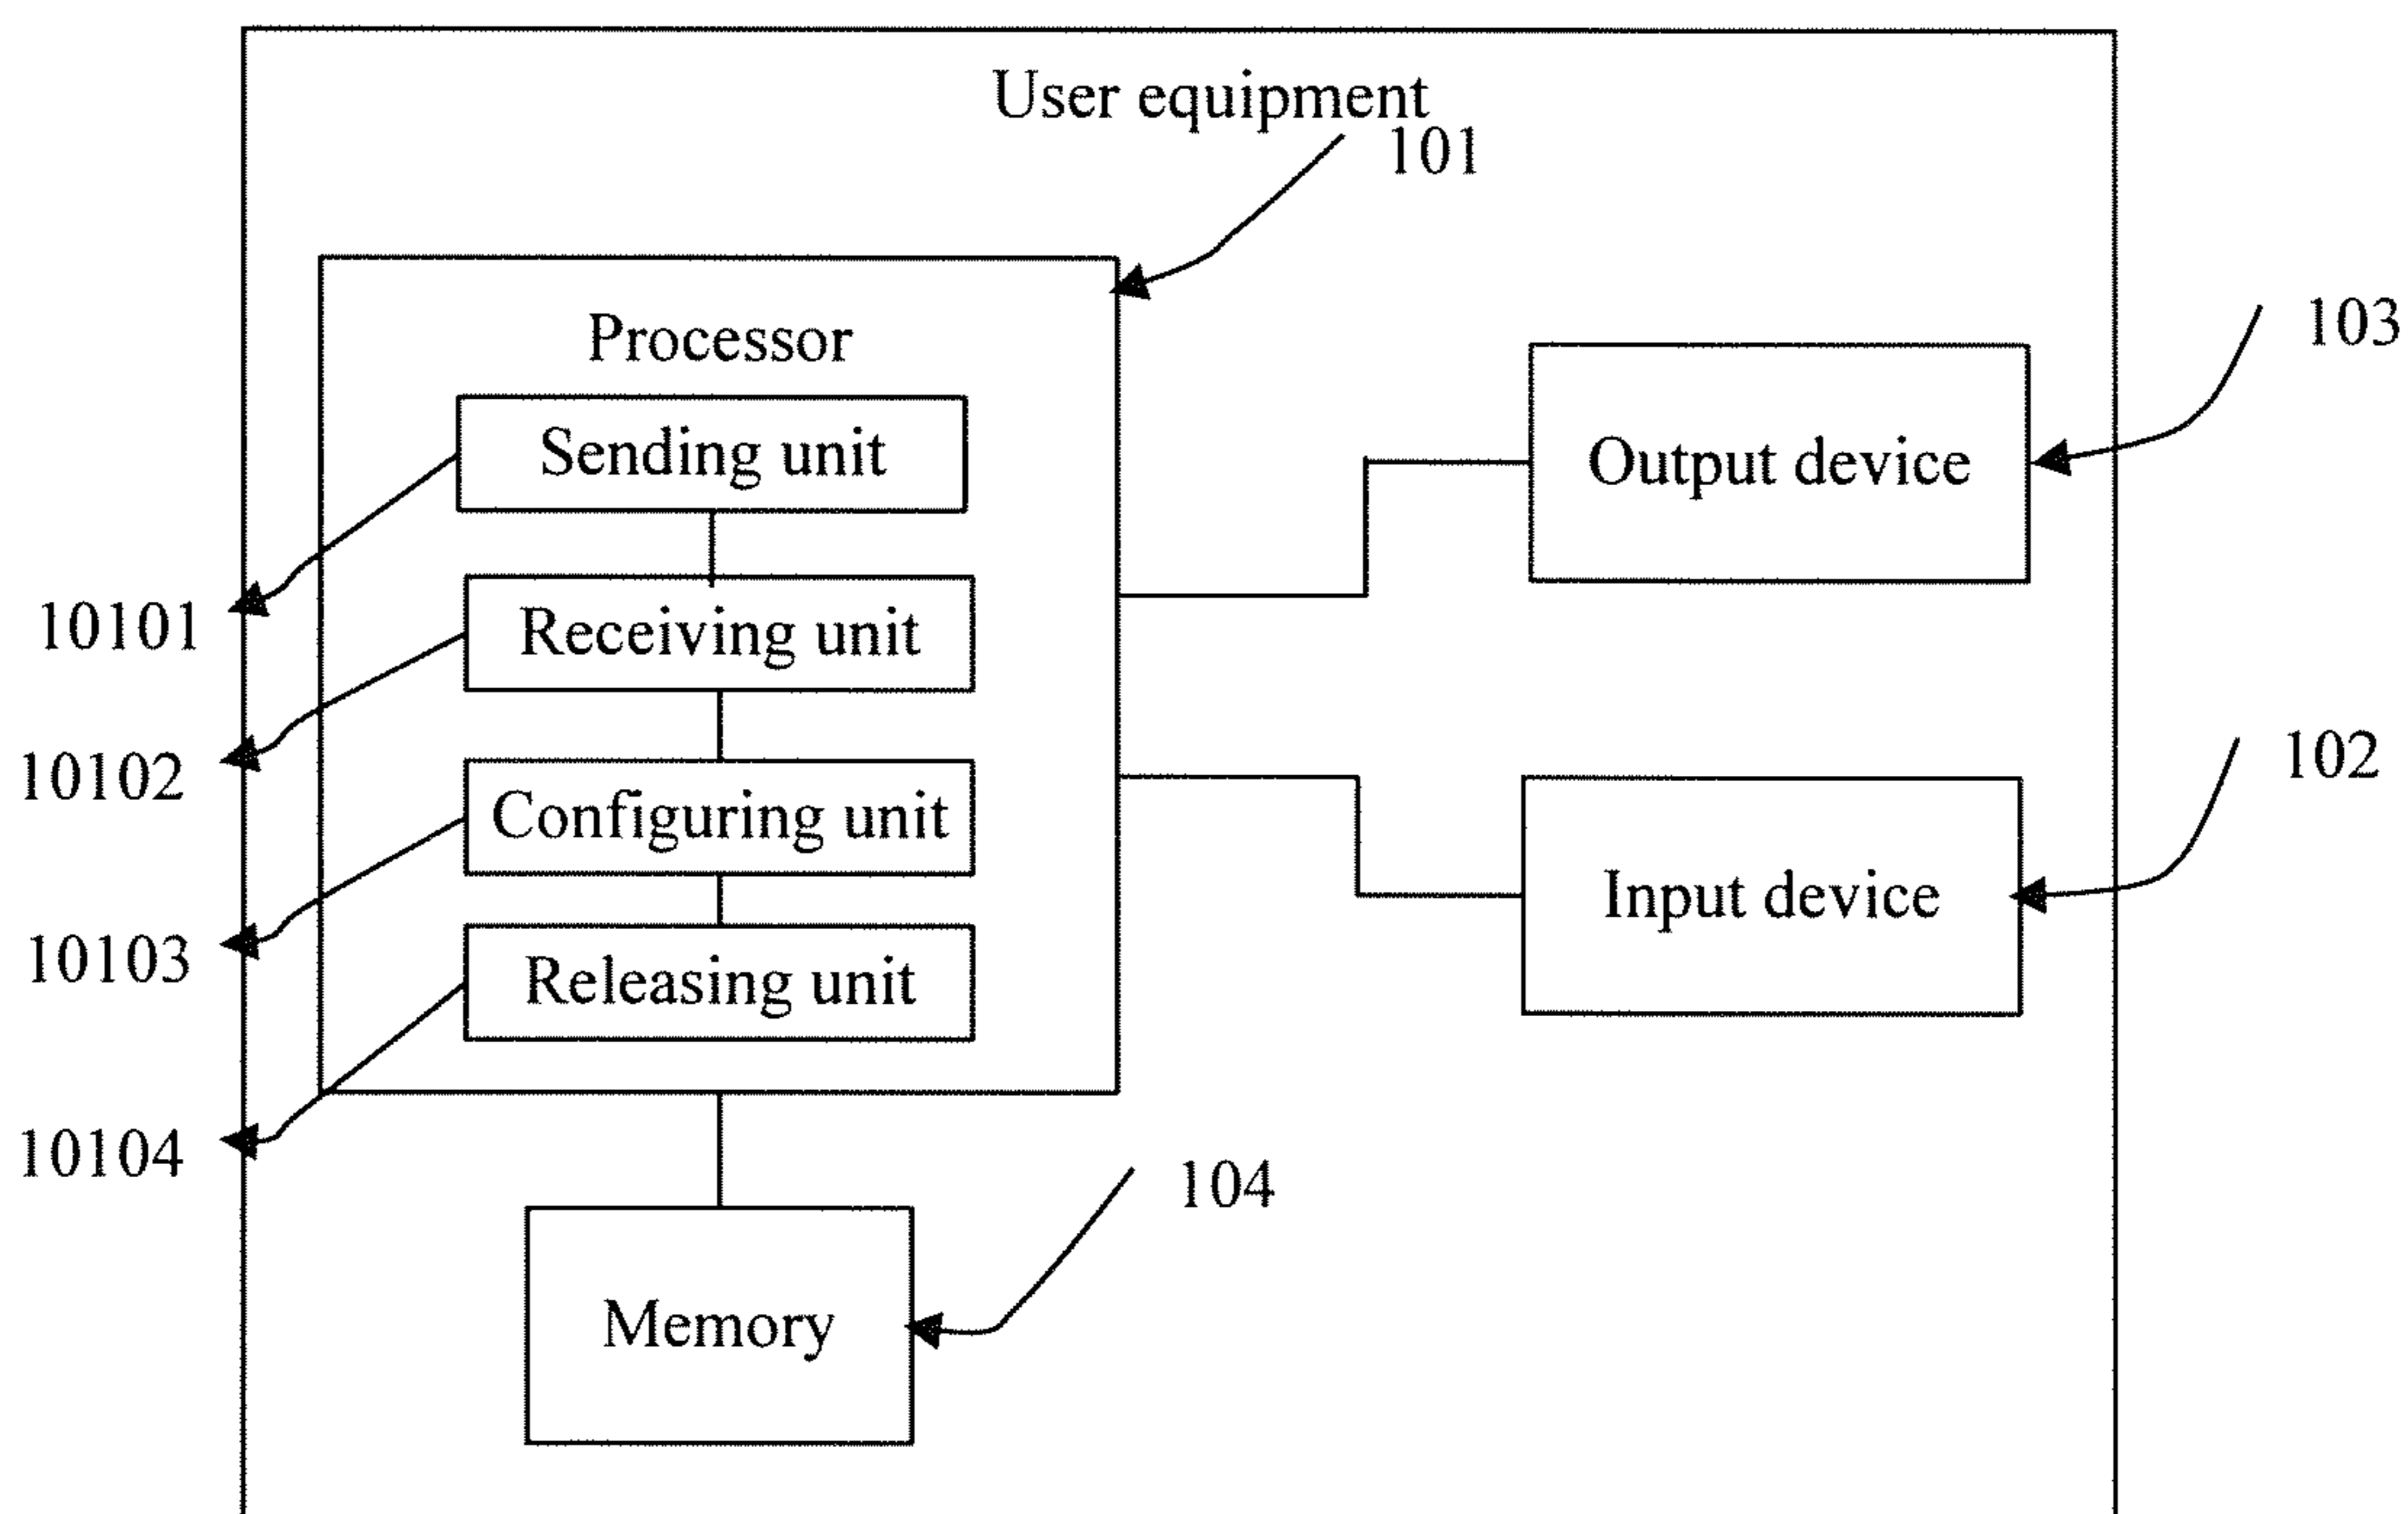 User equipment
101
Processor
103
Sending unit
Output device
10101
Receiving unit
10102
102
Configuring unit
Input device
10103
Releasing unit
10104
104
Memory